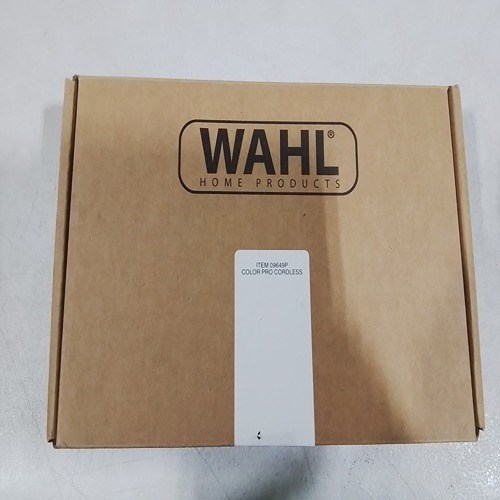 WAHL®
HOME PRODUCTS
ITEM 09649P
COLOR PRO CORDLESS